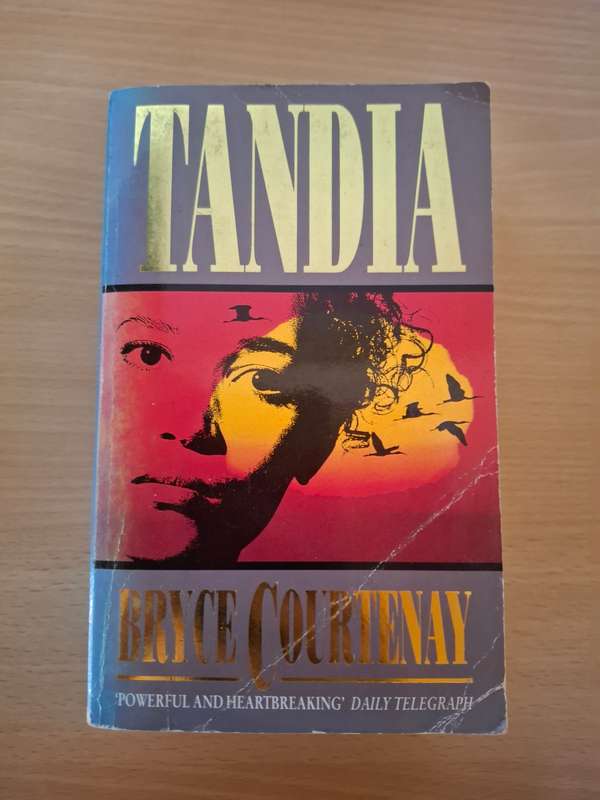 TANDIA
BRYCE COURTENAY
'POWERFUL AND HEARTBREAKING' DAILY TELEGRAPH